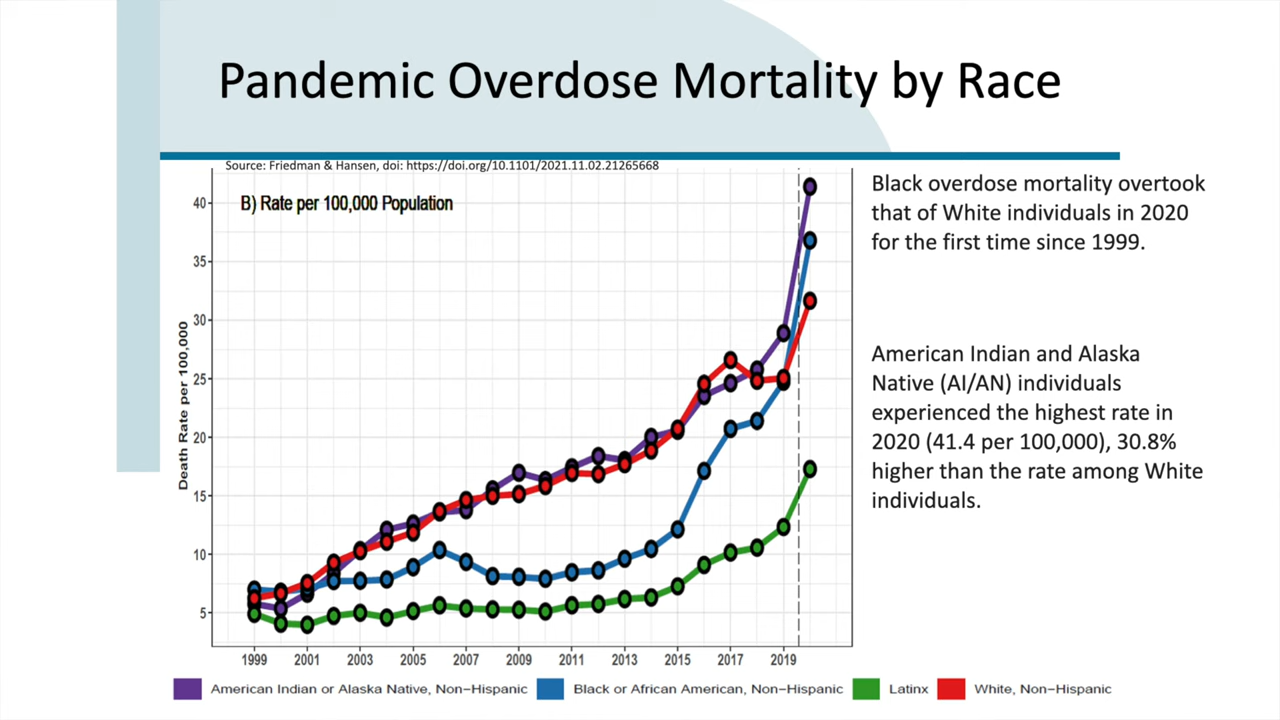 Pandemic Overdose Mortality by Race
Source: Friedman & Hansen, doi: https://doi.org/10.1101/2021.11.02.21265668
B) Rate per 100,000 Population
Death Rate per 100,000
40
35
30
25
20
15
10
5
1999 2001 2003 2005 2007 2009 2011 2013 2015 2017 2019
American Indian or Alaska Native, Non-Hispanic Black or African American, Non-Hispanic Latinx White, Non-Hispanic
Black overdose mortality overtook
that of White individuals in 2020
for the first time since 1999.
American Indian and Alaska
Native (AI/AN) individuals
experienced the highest rate in
2020 (41.4 per 100,000), 30.8%
higher than the rate among White
individuals.